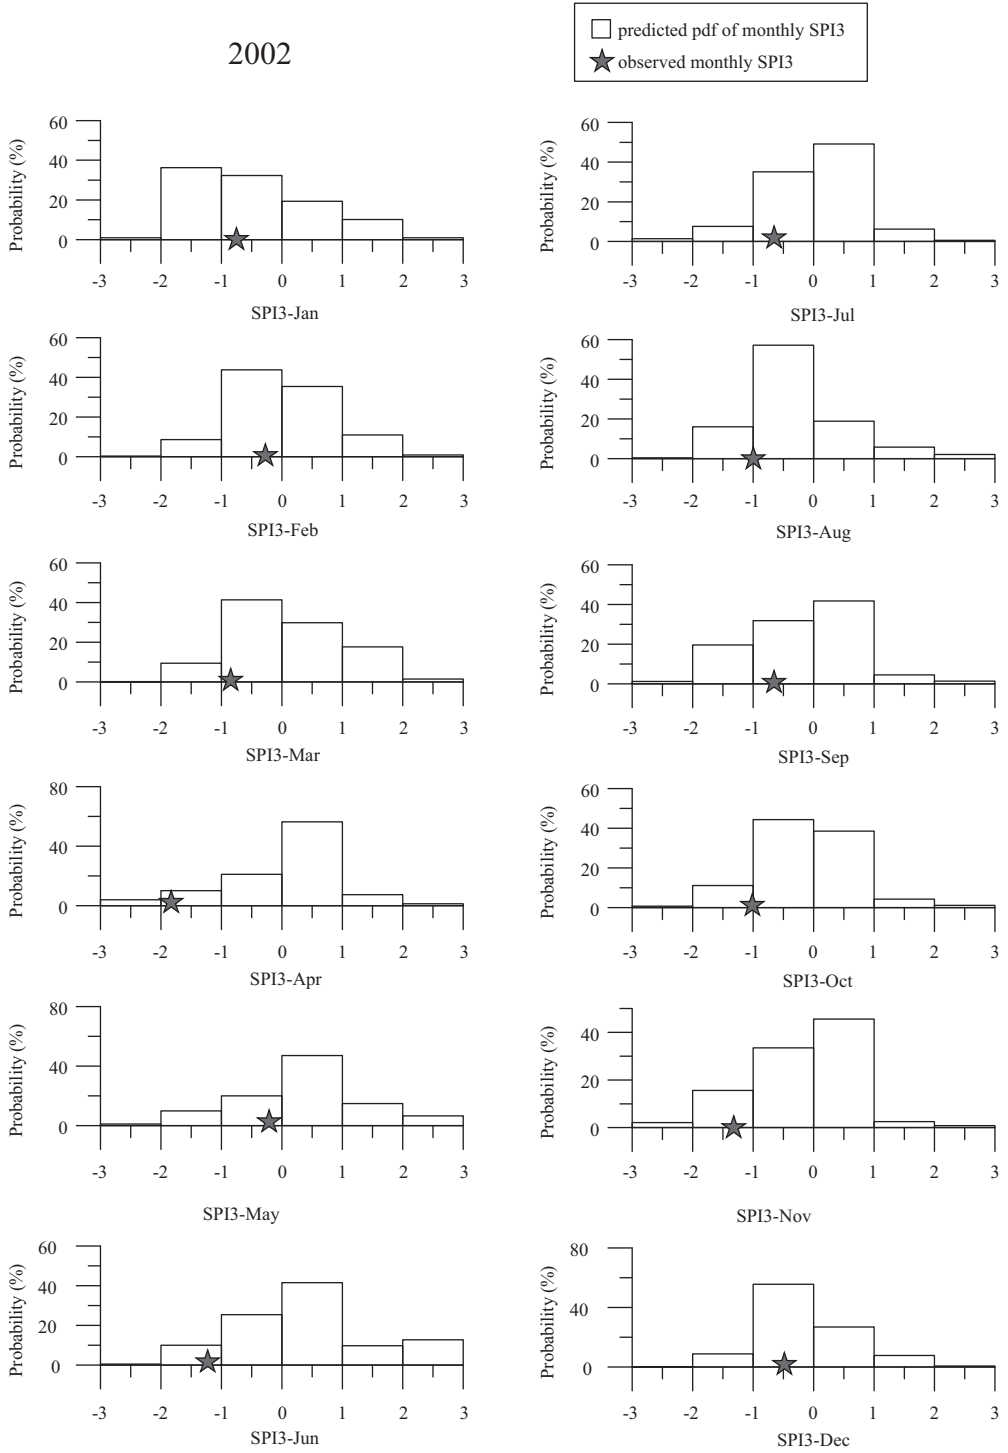 2002
predicted pdf of monthly SPI3
observed monthly SPI3
Probability (%)
60
40
20
0
-3 -2 -1 0 1 2 3
SPI3-Jan
Probability (%)
60
40
20
0
-3 -2 -1 0 1 2 3
SPI3-Jul
Probability (%)
60
40
20
0
-3 -2 -1 0 1 2 3
SPI3-Feb
Probability (%)
60
40
20
0
-3 -2 -1 0 1 2 3
SPI3-Aug
Probability (%)
60
40
20
0
-3 -2 -1 0 1 2 3
SPI3-Mar
Probability (%)
60
40
20
0
-3 -2 -1 0 1 2 3
SPI3-Sep
Probability (%)
80
40
0
-3 -2 -1 0 1 2 3
SPI3-Apr
Probability (%)
60
40
20
0
-3 -2 -1 0 1 2 3
SPI3-Oct
Probability (%)
80
40
0
-3 -2 -1 0 1 2 3
SPI3-May
Probability (%)
40
20
0
-3 -2 -1 0 1 2 3
SPI3-Nov
Probability (%)
60
40
20
0
-3 -2 -1 0 1 2 3
SPI3-Jun
Probability (%)
80
40
0
-3 -2 -1 0 1 2 3
SPI3-Dec